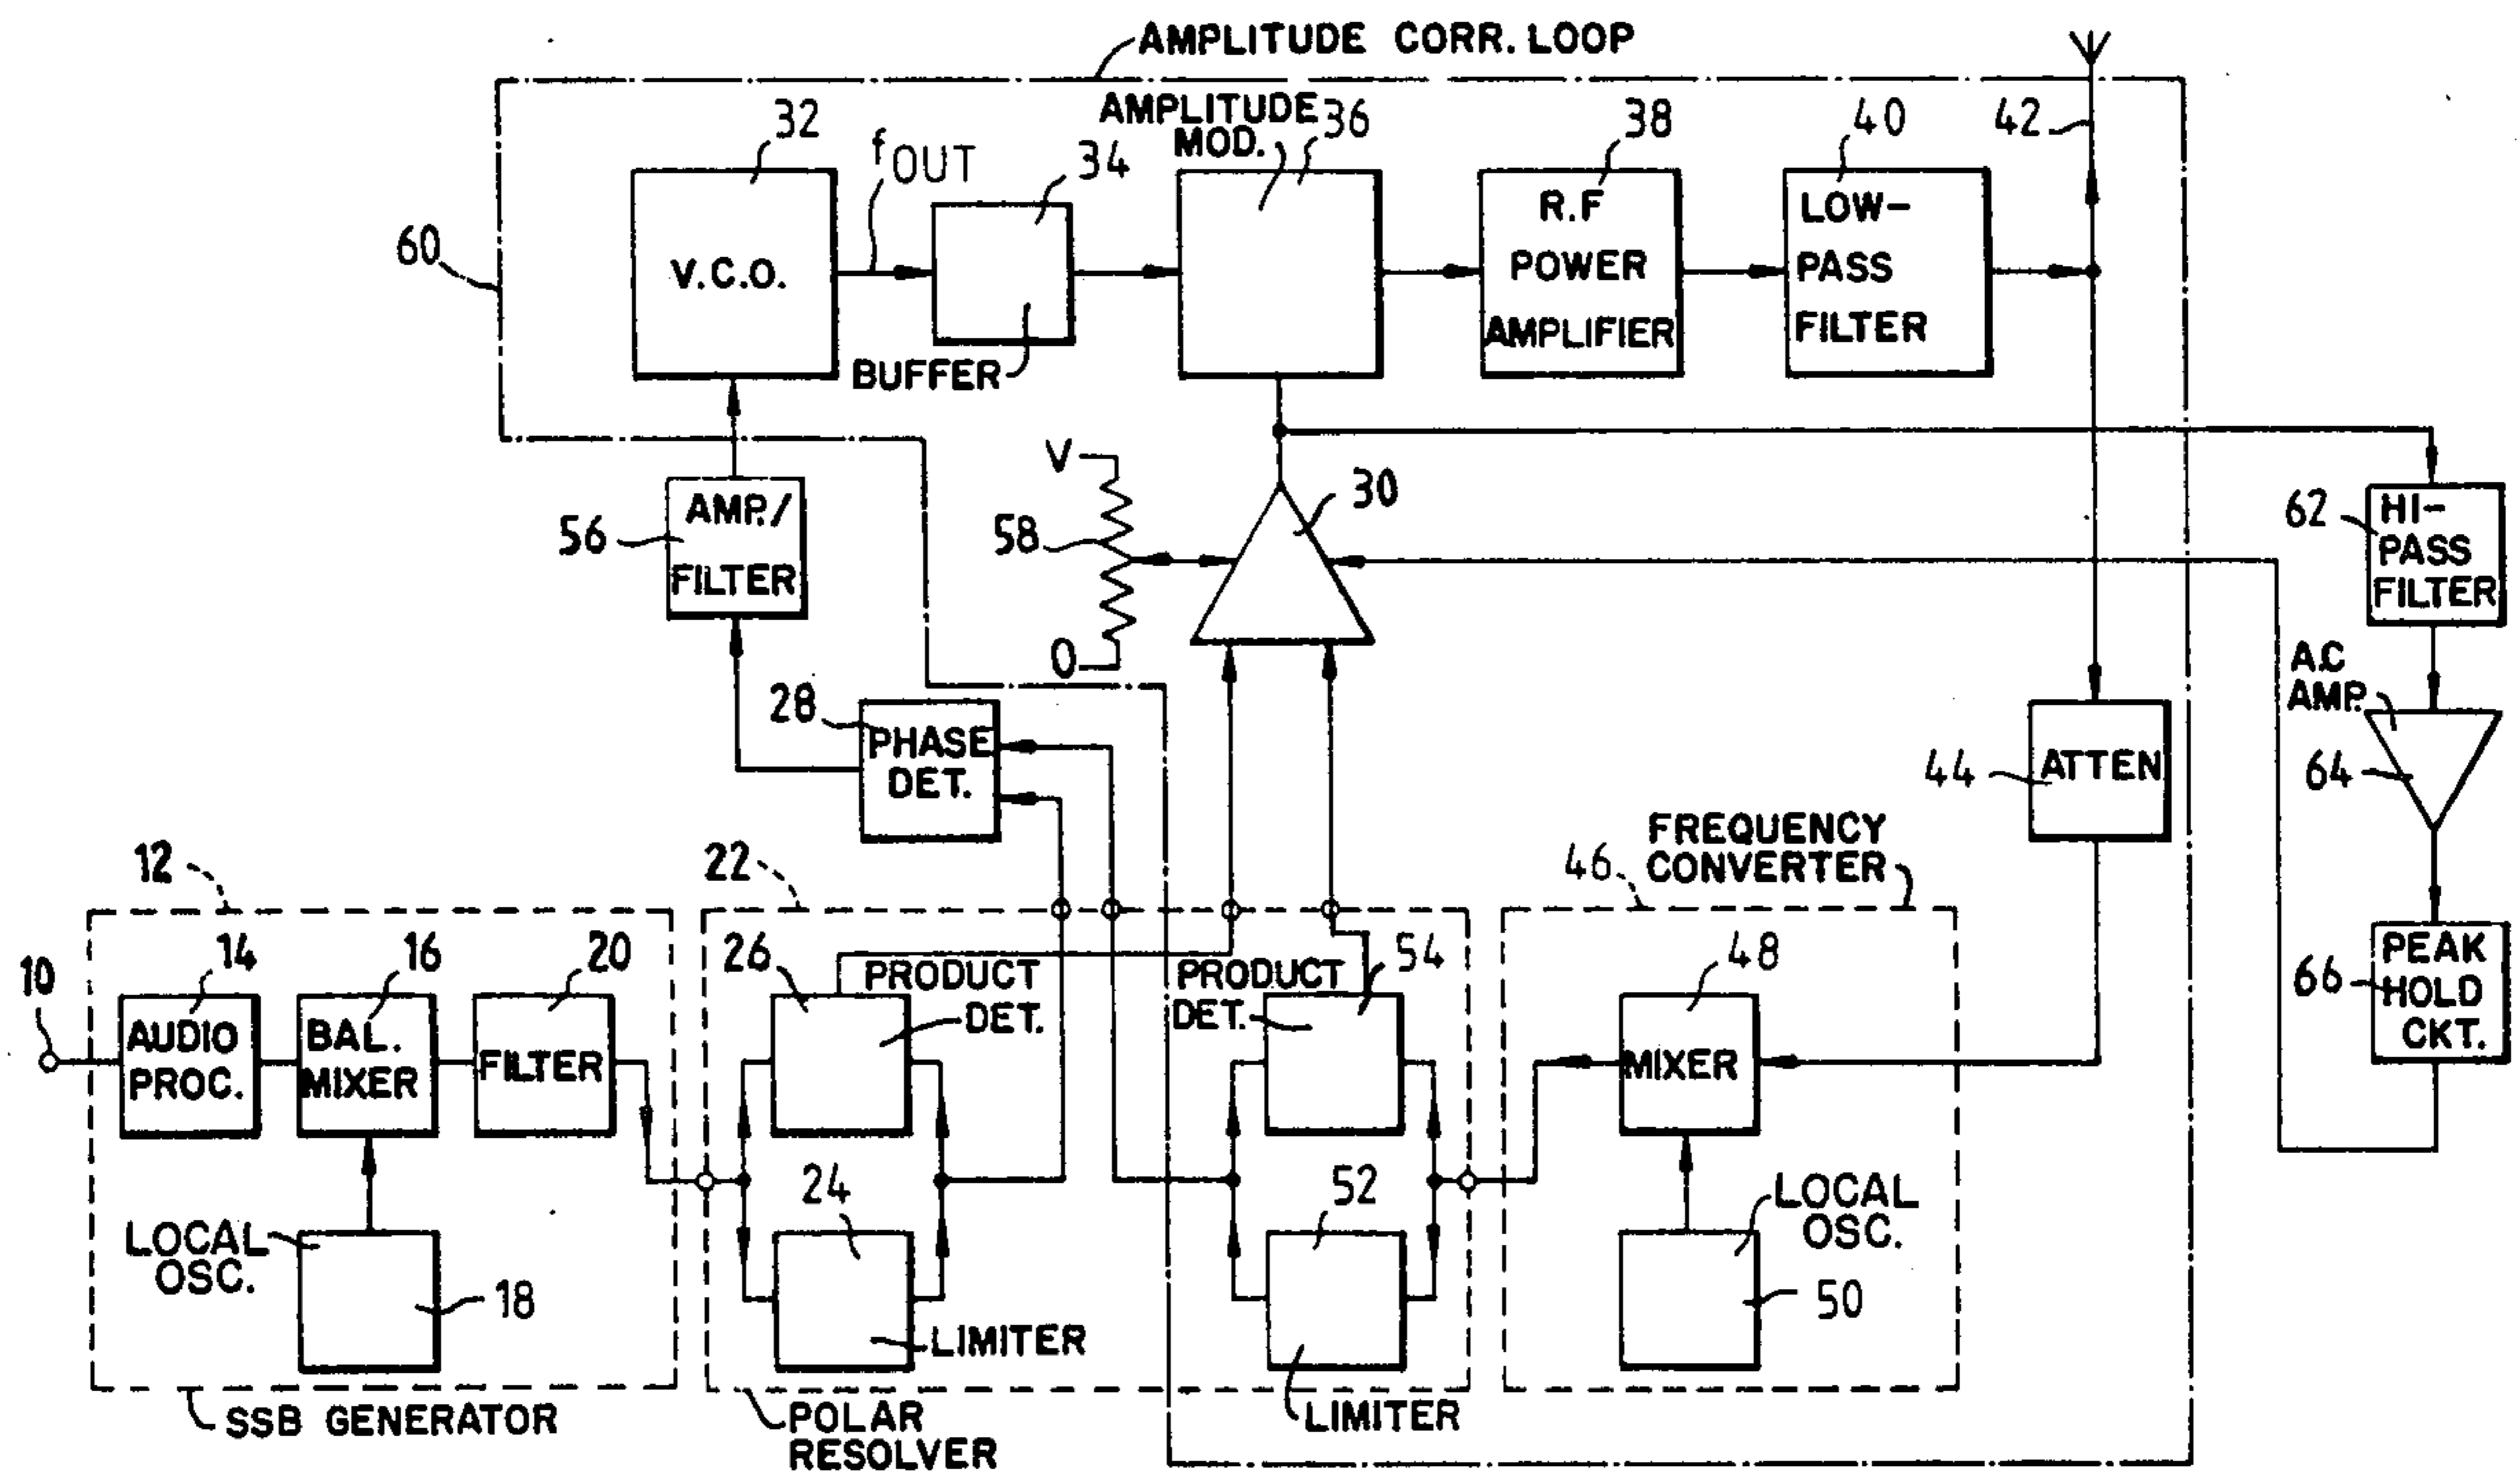 AMPLITUDE CORR. LOOP
AMPLITUDE
MOD.
36
32
fOUT
34
38
40
42
60
V.C.O.
BUFFER
R.F
POWER
AMPLIFIER
LOW-
PASS
FILTER
V
58
O
30
56
AMP./
FILTER
62
HI-
PASS
FILTER
28
PHASE
DET.
44
ATTEN
A.C
AMP.
64
12
22
46
FREQUENCY
CONVERTER
10
14
AUDIO
PROC.
16
BAL.
MIXER
20
FILTER
26
PRODUCT
DET.
PRODUCT
DET.
54
48
MIXER
66
PEAK
HOLD
CKT.
LOCAL
OSC.
18
24
LIMITER
52
LIMITER
LOCAL
OSC.
50
SSB GENERATOR
POLAR
RESOLVER